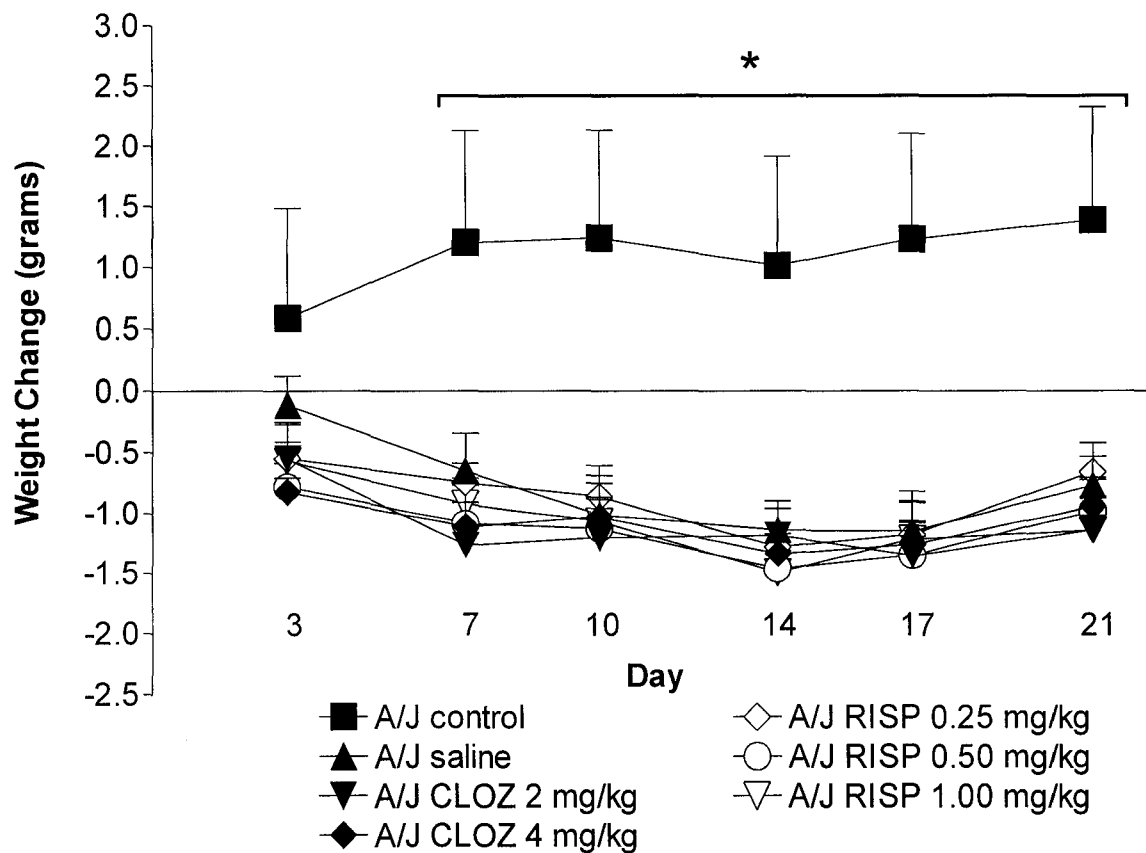 *
3.0
2.5
2.0
1.5
1.0
0.5
0.0
-0.5
-1.0
-1.5
-2.0
-2.5
Weight Change (grams)
3 7 10 14 17 21
Day
A/J control
A/J saline
A/J CLOZ 2 mg/kg
A/J CLOZ 4 mg/kg
A/J RISP 0.25 mg/kg
A/J RISP 0.50 mg/kg
A/J RISP 1.00 mg/kg